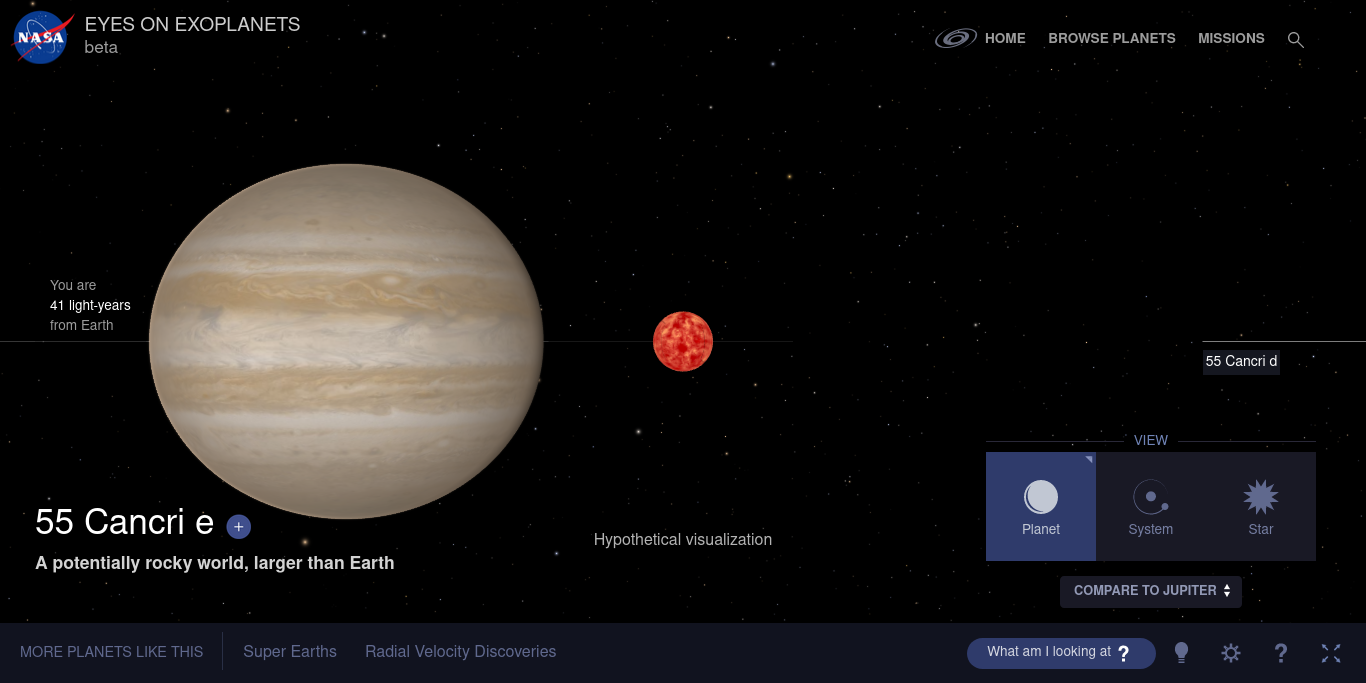 NASA
EYES ON EXOPLANETS
beta
HOME
BROWSE PLANETS
MISSIONS
You are
41 light-years
from Earth
55 Cancri d
VIEW
Planet
System
Star
55 Cancri e +
A potentially rocky world, larger than Earth
Hypothetical visualization
COMPARE TO JUPITER
MORE PLANETS LIKE THIS
Super Earths
Radial Velocity Discoveries
What am I looking at ?
?